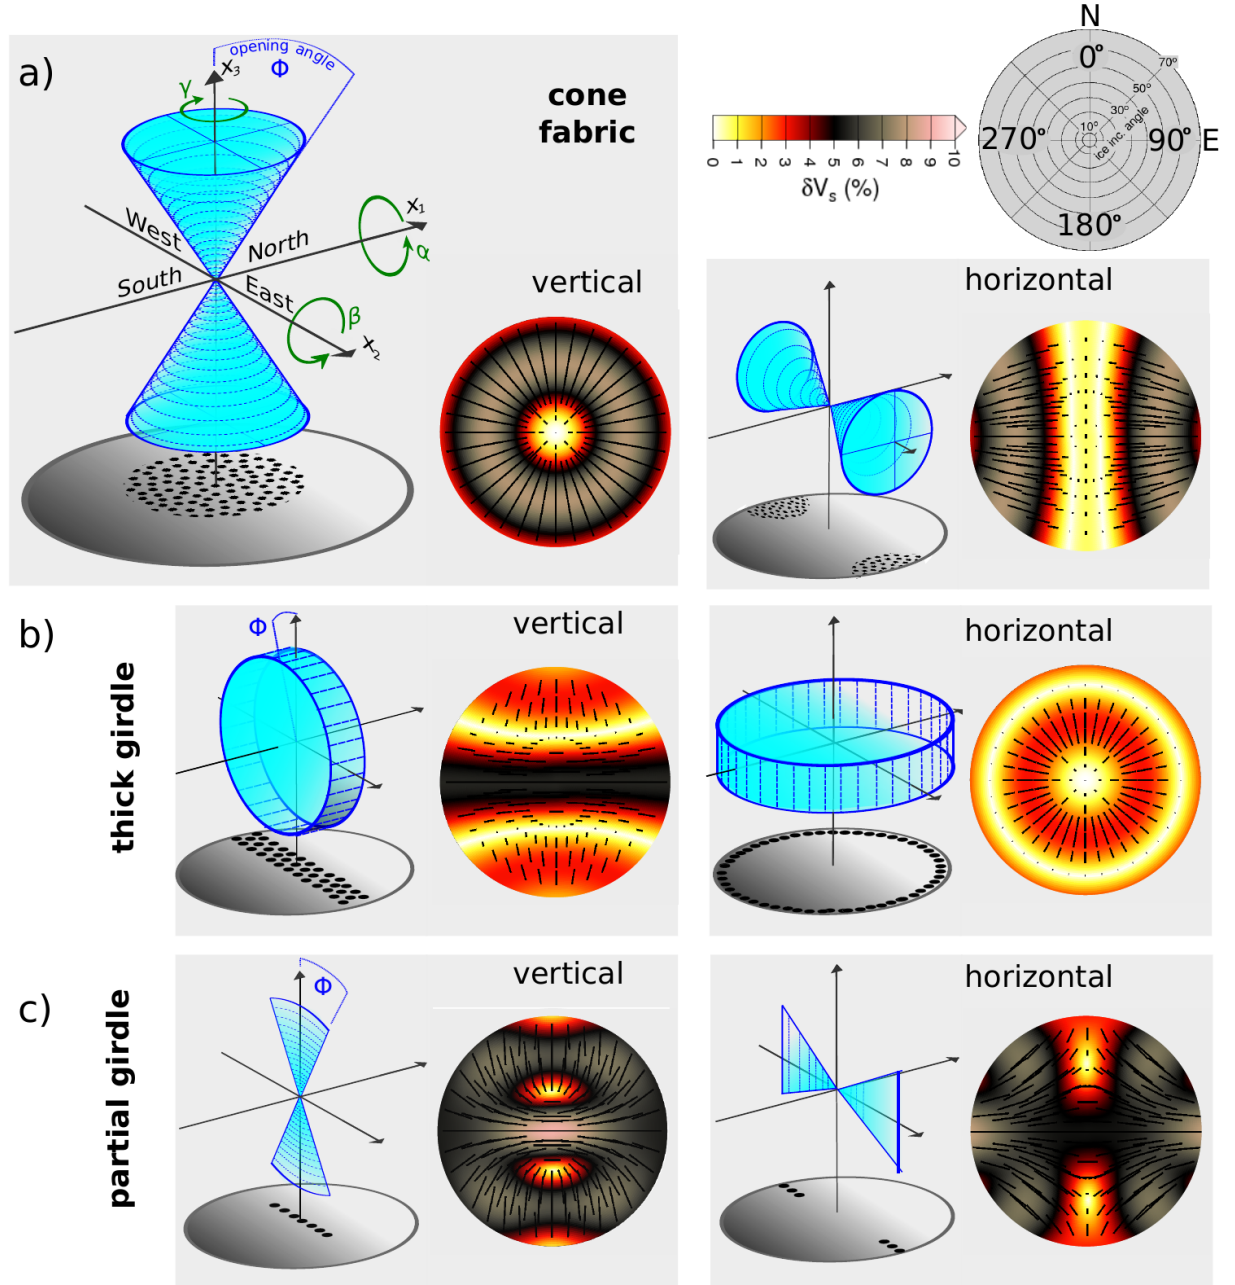 a)
opening angle
Φ
X3
γ
cone
fabric
West
North
X1
α
South
East
β
X2
vertical
0 1 2 3 4 5 6 7 8 9 10
δVs (%)
N
0°
70°
50°
30°
10°
ice inc. angle
270°
90° E
180°
horizontal
b)
thick girdle
Φ
vertical
horizontal
c)
partial girdle
Φ
vertical
horizontal